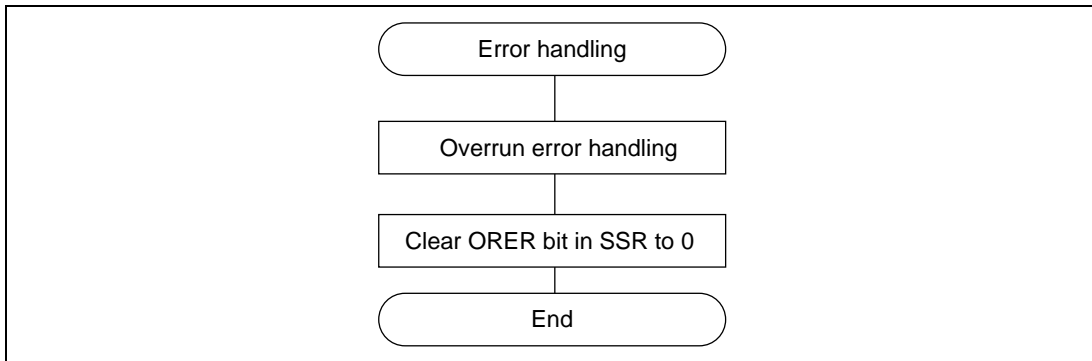 Error handling
Overrun error handling
Clear ORER bit in SSR to 0
End